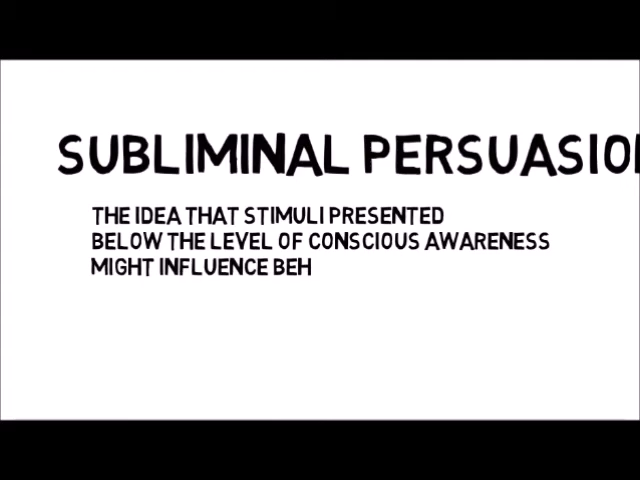 SUBLIMINAL PERSUASIO
THE IDEA THAT STIMULI PRESENTED
BELOW THE LEVEL OF CONSCIOUS AWARENESS
MIGHT INFLUENCE BEH